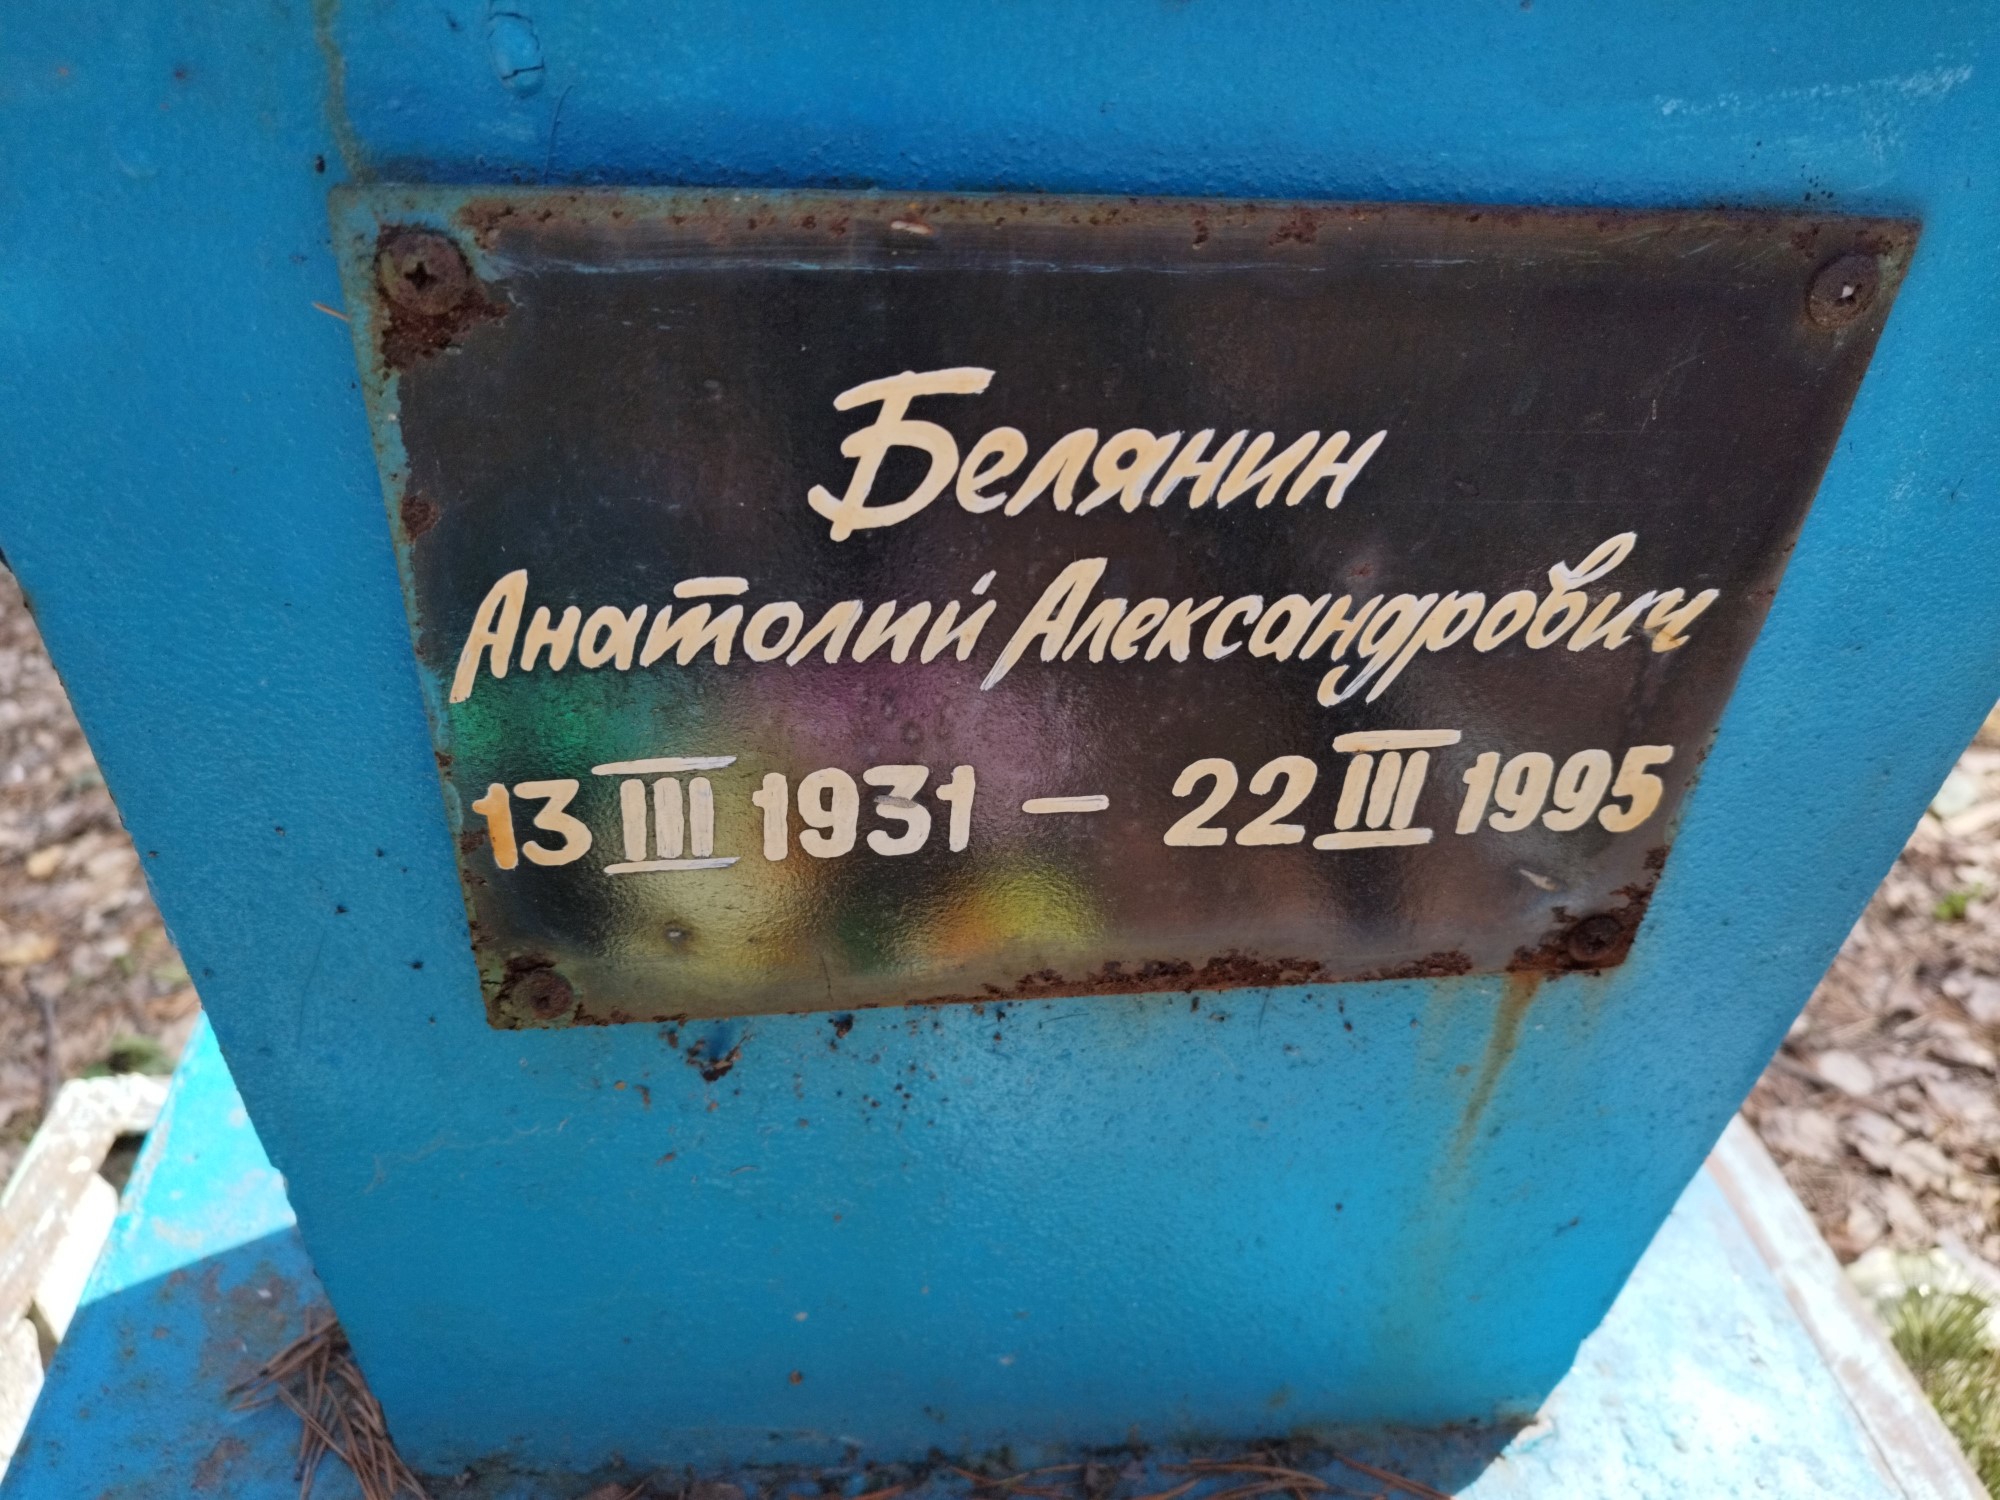 Белянин
Анатолий Александрович
13 III 1931 — 22 III 1995